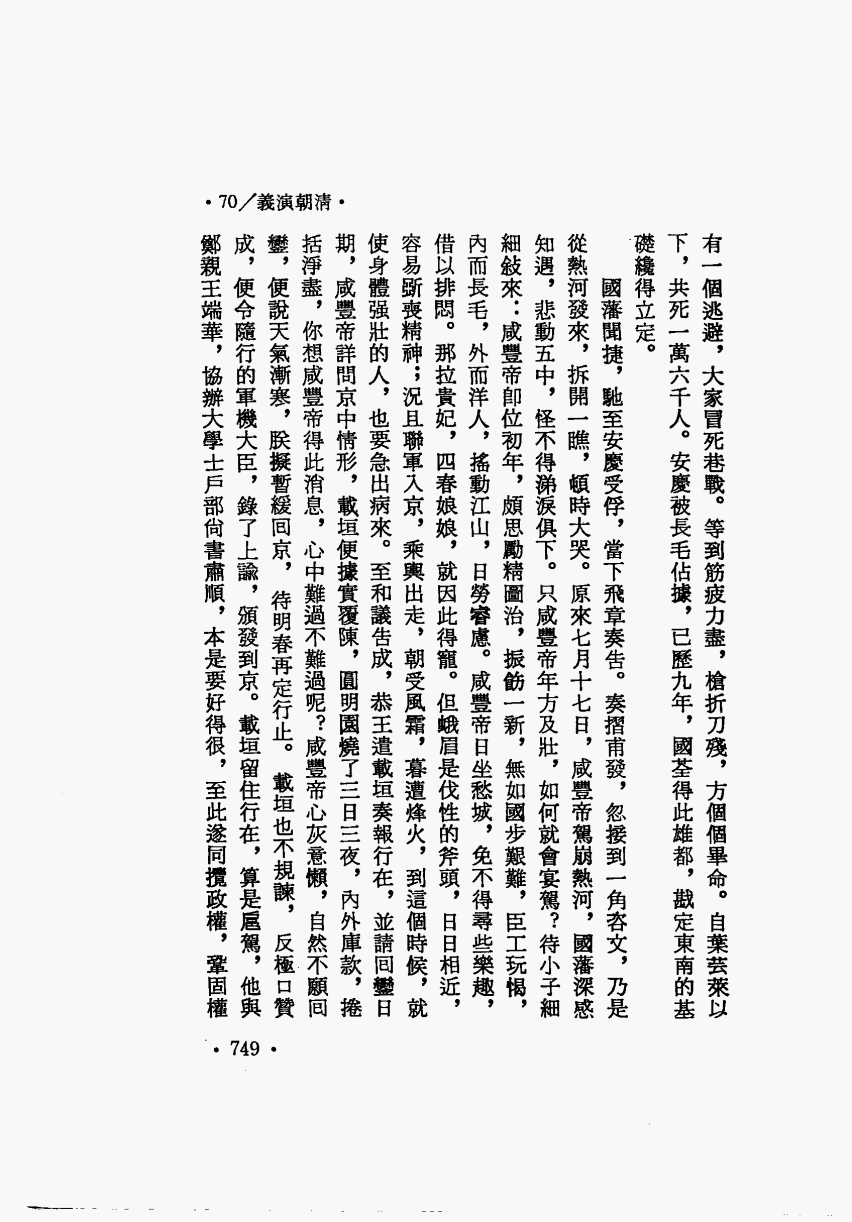 •70／義演朝清•
有一個逃避，大家冒死巷戰。等到筋疲力盡，槍折刀殘，方個個畢命。自葉芸萊以
下，共死一萬六千人。安慶被長毛佔據，已歷九年，國荃得此雄都，戡定東南的基
礎纔得立定。
國藩聞捷，馳至安慶受俘，當下飛章奏告。奏摺甫發，忽接到一角咨文，乃是
從熱河發來，拆開一瞧，頓時大哭。原來七月十七日，咸豐帝駕崩熱河，國藩深感
知遇，悲動五中，怪不得涕淚俱下。只咸豐帝年方及壯，如何就會宴駕？待小子細
細敍來：咸豐帝卽位初年，頗思勵精圖治，振飭一新，無如國步艱難，臣工玩愒，
內而長毛，外而洋人，搖動江山，日勞睿慮。咸豐帝日坐愁城，免不得尋些樂趣，
借以排悶。那拉貴妃，四春娘娘，就因此得寵。但蛾眉是伐性的斧頭，日日相近，
容易斲喪精神；況且聯軍入京，乘輿出走，朝受風霜，暮遭烽火，到這個時候，就
使身體强壯的人，也要急出病來。至和議告成，恭王遣載垣奏報行在，並請回鑾日
期，咸豐帝詳問京中情形，載垣便據實覆陳，圓明園燒了三日三夜，內外庫款，捲
括淨盡，你想咸豐帝得此消息，心中難過不難過呢？咸豐帝心灰意懶，自然不願回
鑾，便說天氣漸寒，朕擬暫緩回京，待明春再定行止。載垣也不規諫，反極口贊
成，便令隨行的軍機大臣，錄了上諭，頒發到京。載垣留住行在，算是扈駕，他與
鄭親王端華，協辦大學士戶部尚書肅順，本是要好得很，至此遂同攬政權，鞏固權
•749•